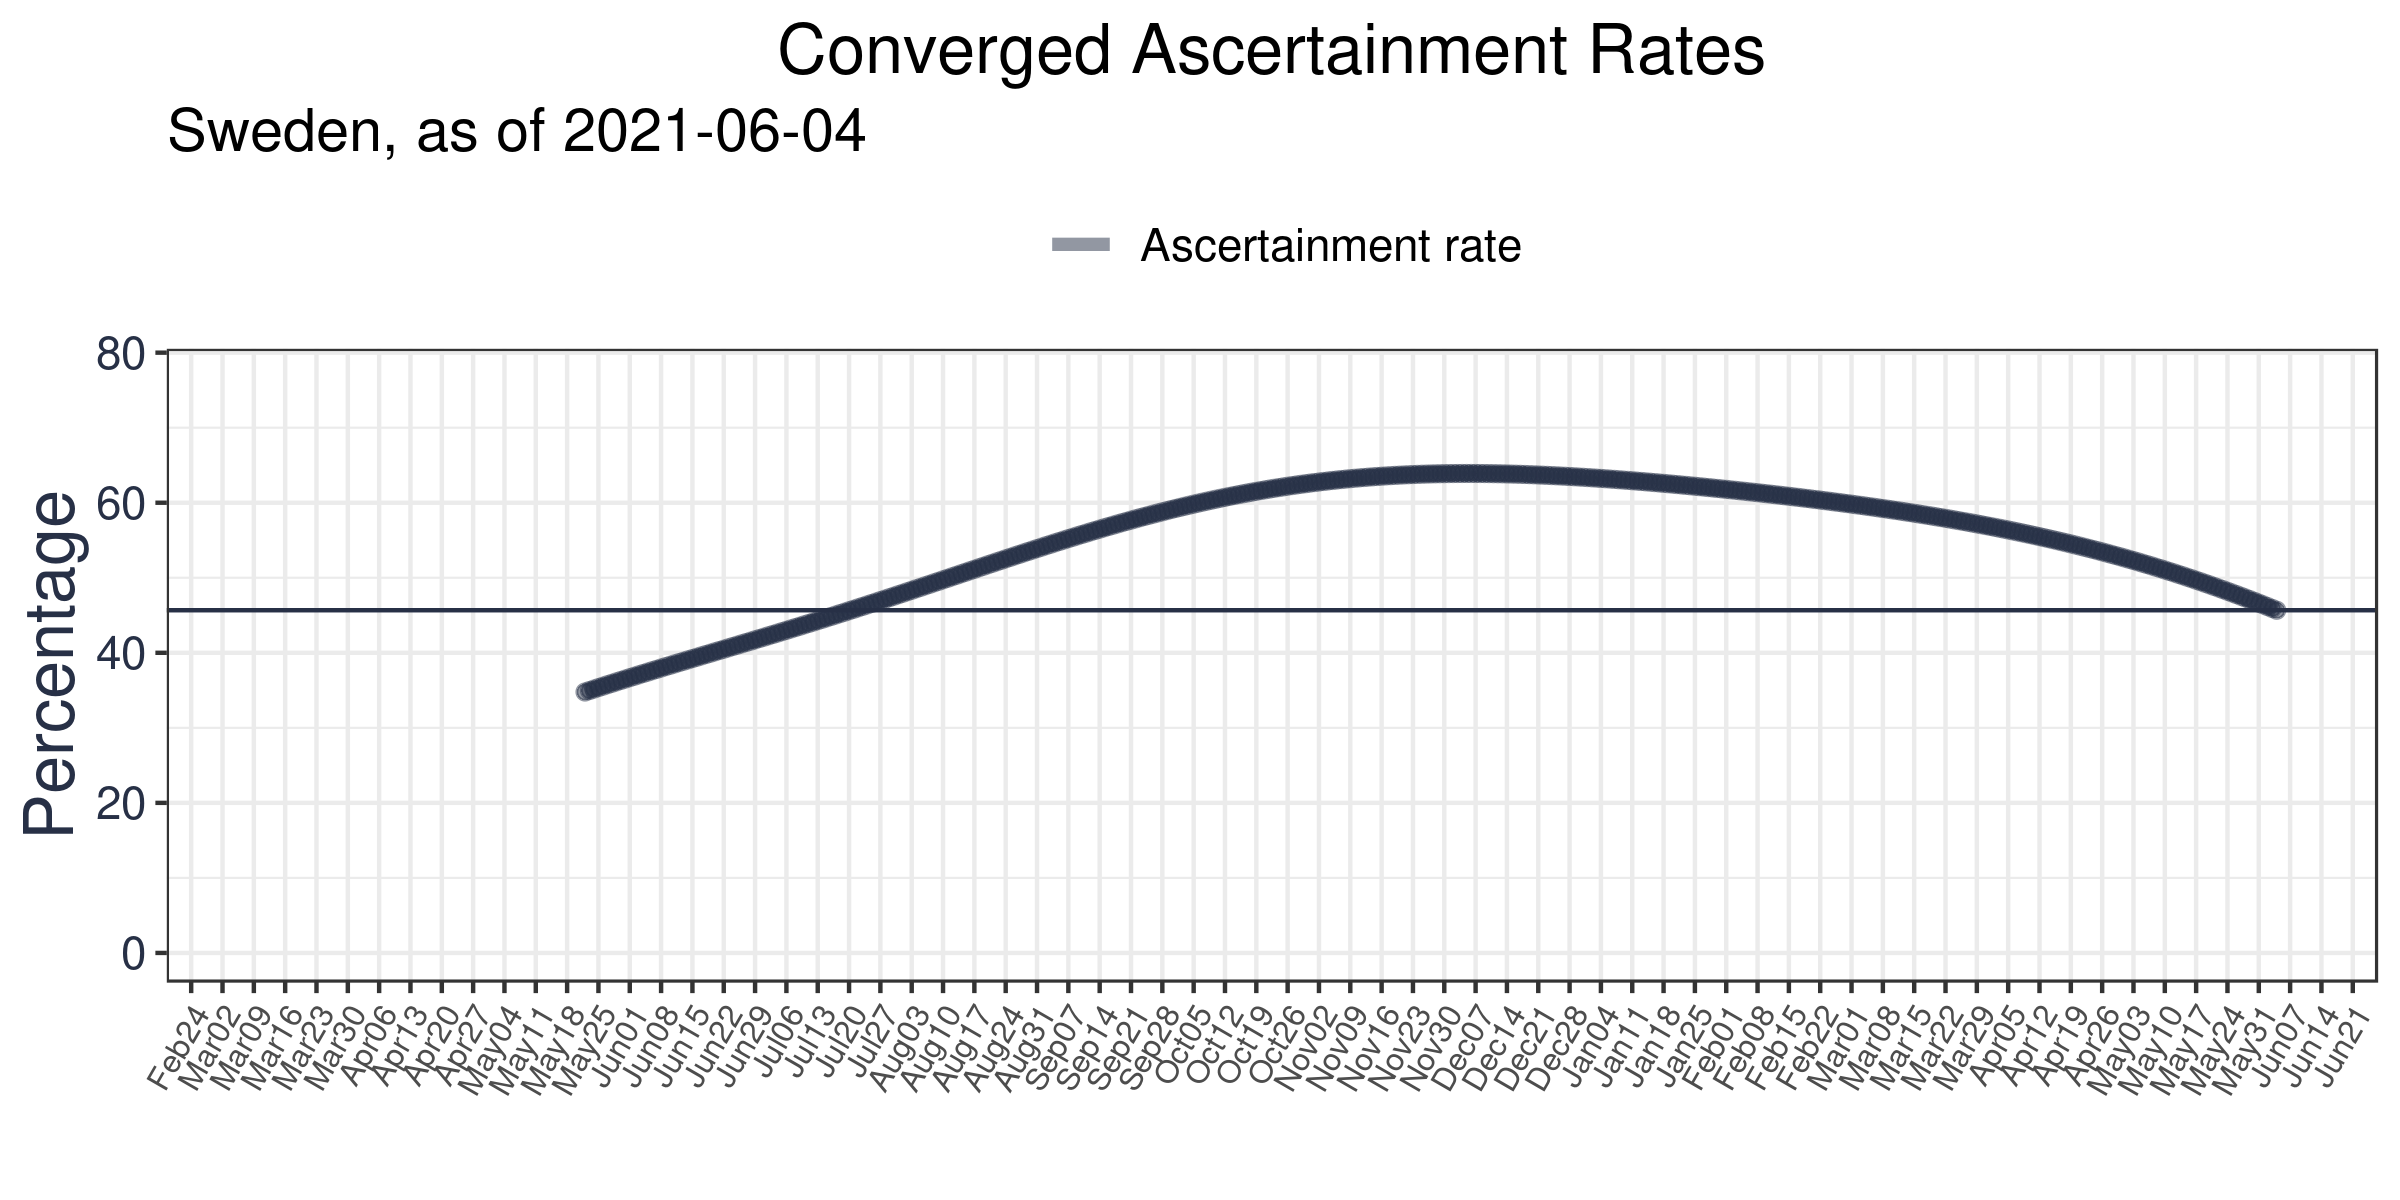 Converged Ascertainment Rates
Sweden, as of 2021-06-04
Ascertainment rate
Percentage
80
60
40
20
0
Feb24 Mar02 Mar09 Mar16 Mar23 Mar30 Apr06 Apr13 Apr20 Apr27 May04 May11 May18 May25 Jun01 Jun08 Jun15 Jun22 Jun29 Jul06 Jul13 Jul20 Jul27 Aug03 Aug10 Aug17 Aug24 Aug31 Sep07 Sep14 Sep21 Sep28 Oct05 Oct12 Oct19 Oct26 Nov02 Nov09 Nov16 Nov23 Nov30 Dec07 Dec14 Dec21 Dec28 Jan04 Jan11 Jan18 Jan25 Feb01 Feb08 Feb15 Feb22 Mar01 Mar08 Mar15 Mar22 Mar29 Apr05 Apr12 Apr19 Apr26 May03 May10 May17 May24 May31 Jun07 Jun14 Jun21